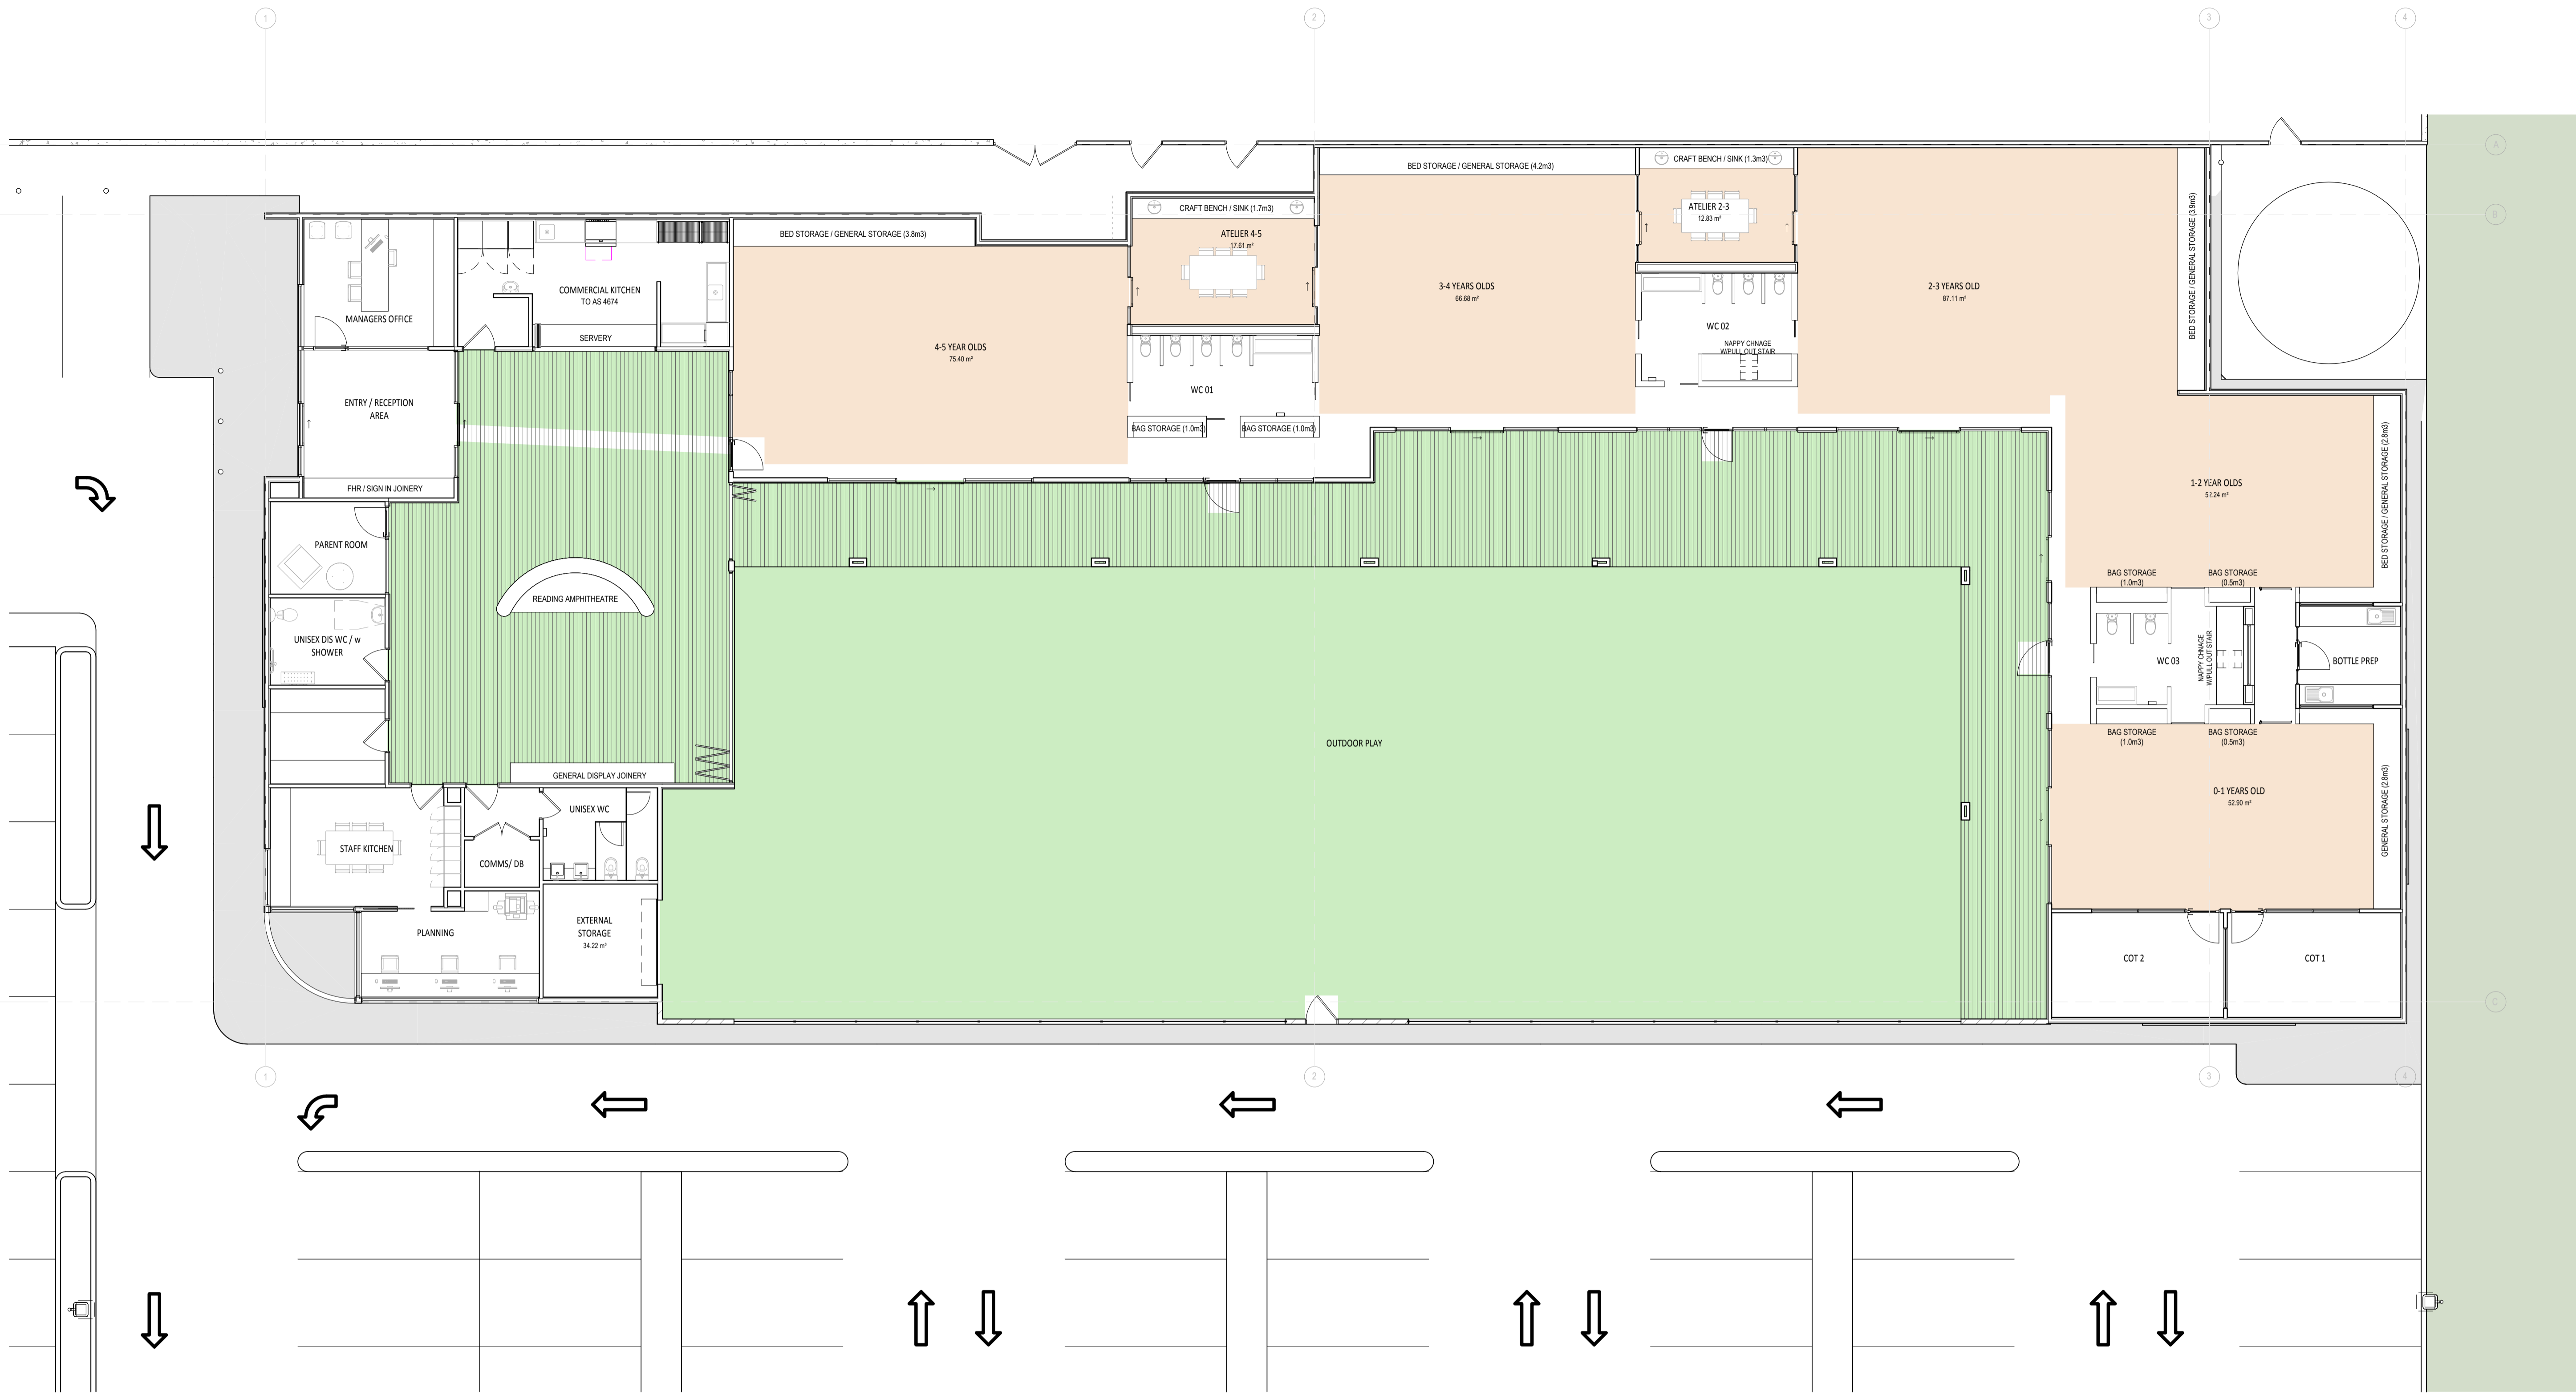 1
2
3
4
A
BED STORAGE / GENERAL STORAGE (4.2m3)
CRAFT BENCH / SINK (1.3m3)
CRAFT BENCH / SINK (1.7m3)
ATELIER 2-3
12.83 m²
B
BED STORAGE / GENERAL STORAGE (3.9m3)
BED STORAGE / GENERAL STORAGE (3.8m3)
ATELIER 4-5
17.61 m²
COMMERCIAL KITCHEN
TO AS 4674
3-4 YEARS OLDS
66.68 m²
2-3 YEARS OLD
87.11 m²
MANAGERS OFFICE
SERVERY
WC 02
NAPPY CHNAGE
W/PULL OUT STAIR
4-5 YEAR OLDS
75.40 m²
WC 01
ENTRY / RECEPTION
AREA
BAG STORAGE (1.0m3)
BAG STORAGE (1.0m3)
FHR / SIGN IN JOINERY
1-2 YEAR OLDS
52.24 m²
BED STORAGE / GENERAL STORAGE (2.8m3)
PARENT ROOM
READING AMPHITHEATRE
BAG STORAGE
(1.0m3)
BAG STORAGE
(0.5m3)
UNISEX DIS WC / w
SHOWER
WC 03
NAPPY CHNAGE
W/PULL OUT STAIR
BOTTLE PREP
OUTDOOR PLAY
BAG STORAGE
(1.0m3)
BAG STORAGE
(0.5m3)
GENERAL DISPLAY JOINERY
0-1 YEARS OLD
52.90 m²
GENERAL STORAGE (2.8m3)
UNISEX WC
STAFF KITCHEN
COMMS/ DB
EXTERNAL
STORAGE
34.22 m²
PLANNING
COT 2
COT 1
C
1
2
3
4